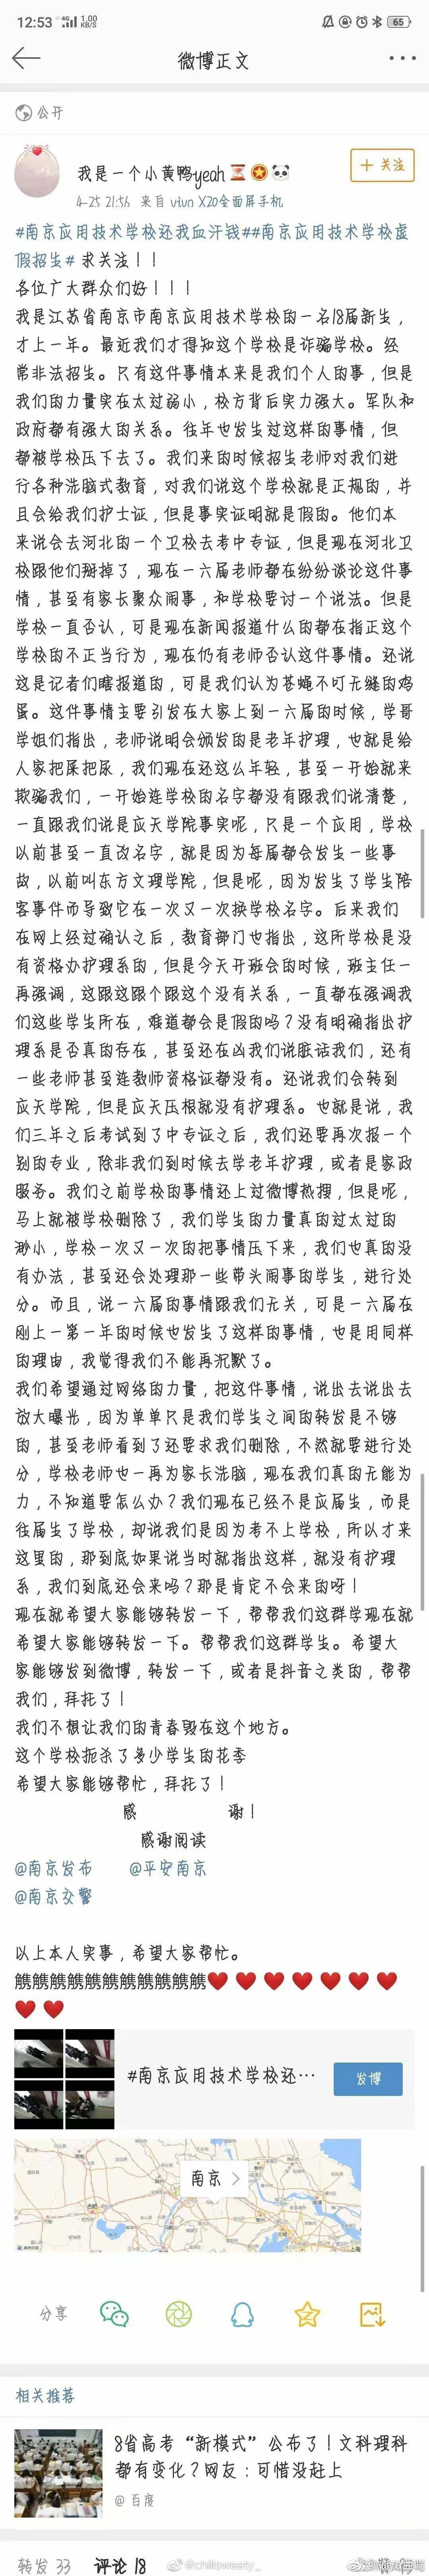 12:53
4G 1.00 KB/S
65
微博正文
公开
我是一个小黄鸭yeah
+ 关注
4-25 21:56 来自 vivo X20全面屏手机
#南京应用技术学校还我血汗钱##南京应用技术学校虚
假招生# 求关注！！
各位广大群众们好！！！
我是江苏省南京市南京应用技术学校的一名18届新生，
才上一年。最近我们才得知这个学校是诈骗学校。经
常非法招生。只有这件事情本来是我们个人的事，但是
我们的力量实在太过弱小，校方背后实力强大。军队和
政府都有强大的关系。往年也发生过这样的事情，但
都被学校压下去了。我们来的时候招生老师对我们进
行各种洗脑式教育，对我们说这个学校就是正规的，并
且会给我们护士证，但是事实证明就是假的。他们本
来说会去河北的一个卫校去考中专证，但是现在河北卫
校跟他们掰掉了，现在一六届老师都在纷纷谈论这件事
情，甚至有家长聚众闹事，和学校要讨一个说法。但是
学校一直否认，可是现在新闻报道什么的都在指正这个
学校的不正当行为，现在仍有老师否认这件事情。还说
这是记者们瞎报道的，可是我们认为苍蝇不叮无缝的鸡
蛋。这件事情主要引发在大家上到一六届的时候，学哥
学姐们指出，老师说明会颁发的是老年护理，也就是给
人家把屎把尿，我们现在还这么年轻，甚至一开始就来
欺骗我们，一开始连学校的名字都没有跟我们说清楚，
一直跟我们说是应天学院事实呢，只是一个应用，学校
以前甚至一直改名字，就是因为每届都会发生一些事
故，以前叫东方文理学院，但是呢，因为发生了学生陪
客事件而导致它在一次又一次换学校名字。后来我们
在网上经过确认之后，教育部门也指出，这所学校是没
有资格办护理系的，但是今天开班会的时候，班主任一
再强调，这跟这跟个跟这个没有关系，一直都在强调我
们这些学生所在，难道都会是假的吗？没有明确指出护
理系是否真的存在，甚至还在凶我们说脏话我们，还有
一些老师甚至连教师资格证都没有。还说我们会转到
应天学院，但是应天压根就没有护理系。也就是说，我
们三年之后考试到了中专证之后，我们还要再次报一个
别的专业，除非我们到时候去学老年护理，或者是家政
服务。我们之前学校的事情还上过微博热搜，但是呢，
马上就被学校删除了，我们学生的力量真的过太过的
渺小，学校一次又一次的把事情压下来，我们也真的没
有办法，甚至还会处理那一些带头闹事的学生，进行处
分。而且，说一六届的事情跟我们无关，可是一六届在
刚上一第一年的时候也发生了这样的事情，也是用同样
的理由，我觉得我们不能再沉默了。
我们希望通过网络的力量，把这件事情，说出去说出去
放大曝光，因为单单只是我们学生之间的转发是不够
的，甚至老师看到了还要求我们删除，不然就要进行处
分，学校老师也一再为家长洗脑，现在我们真的无能为
力，不知道要怎么办？我们现在已经不是应届生，而是
往届生了学校，却说我们是因为考不上学校，所以才来
这里的，那到底如果说当时就指出这样，就没有护理
系，我们到底还会来吗？那是肯定不会来的呀！
现在就希望大家能够转发一下，帮帮我们这群学现在就
希望大家能够转发一下。帮帮我们这群学生。希望大
家能够发到微博，转发一下，或者是抖音之类的，帮帮
我们，拜托了！
我们不想让我们的青春毁在这个地方。
这个学校扼杀了多少学生的花季
希望大家能够帮忙，拜托了！
感 谢！
感谢阅读
@南京发布 @平安南京
@南京交警
以上本人实事，希望大家帮忙。
#南京应用技术学校还…
发博
南京
分享
相关推荐
8省高考“新模式”公布了！文科理科
都有变化？网友：可惜没赶上
@ 百度
转发 33 评论 18
@chillsweety_